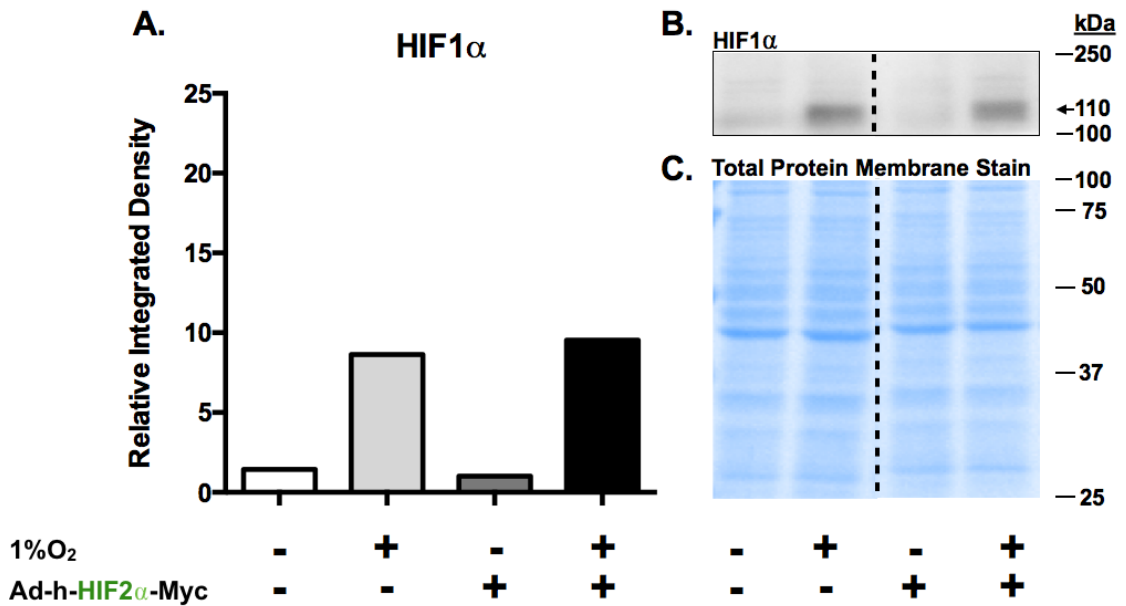 A.
HIF1α
Relative Integrated Density
25
20
15
10
5
0
B.
HIF1α
kDa
250
110
100
C.
Total Protein Membrane Stain
100
75
50
37
25
1%O₂ - + - + - + - +
Ad-h-HIF2α-Myc - - + + - - + +